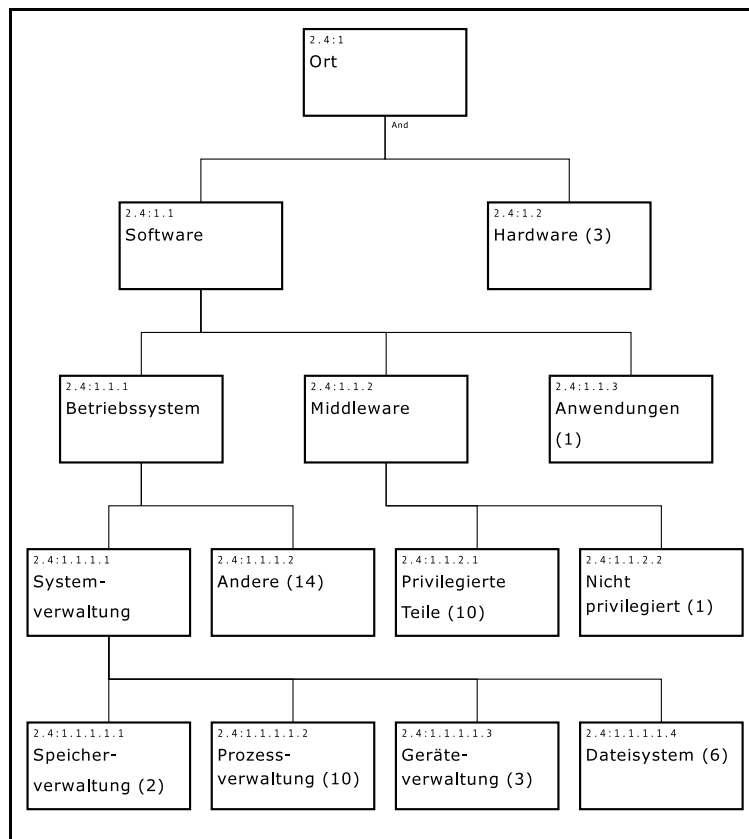 2.4:1
Ort
And
2.4:1.1
Software
2.4:1.2
Hardware (3)
2.4:1.1.1
Betriebssystem
2.4:1.1.2
Middleware
2.4:1.1.3
Anwendungen
(1)
2.4:1.1.1.1
System-
verwaltung
2.4:1.1.1.2
Andere (14)
2.4:1.1.2.1
Privilegierte
Teile (10)
2.4:1.1.2.2
Nicht
privilegiert (1)
2.4:1.1.1.1.1
Speicher-
verwaltung (2)
2.4:1.1.1.1.2
Prozess-
verwaltung (10)
2.4:1.1.1.1.3
Geräte-
verwaltung (3)
2.4:1.1.1.1.4
Dateisystem (6)